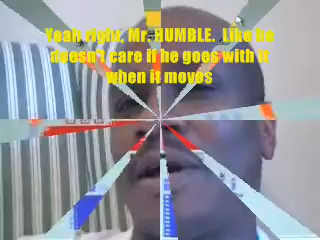 Yeah right, Mr. HUMBLE.  Like he
doesn't care if he goes with it
when it moves